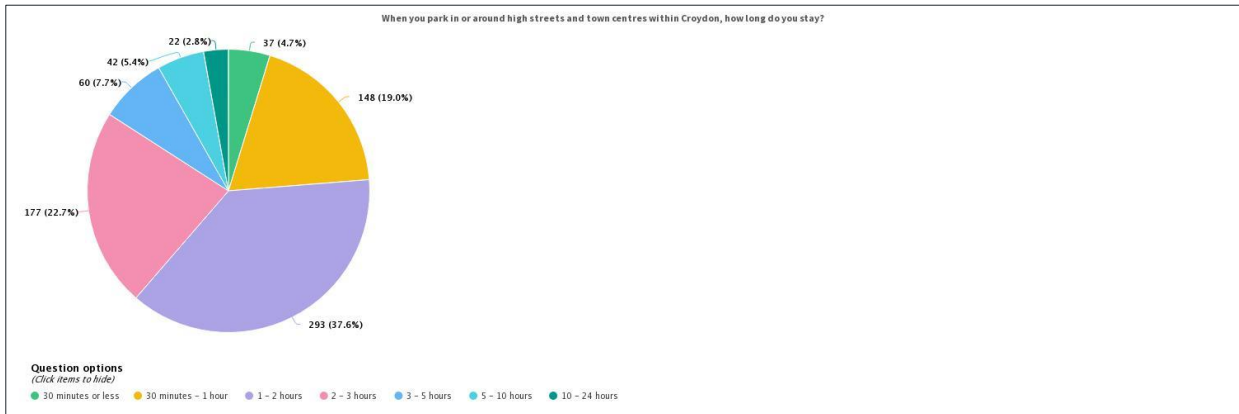 When you park in or around high streets and town centres within Croydon, how long do you stay?
22 (2.8%)
37 (4.7%)
42 (5.4%)
60 (7.7%)
148 (19.0%)
177 (22.7%)
293 (37.6%)
Question options
(Click items to hide)
30 minutes or less 30 minutes – 1 hour 1 – 2 hours 2 – 3 hours 3 – 5 hours 5 – 10 hours 10 – 24 hours